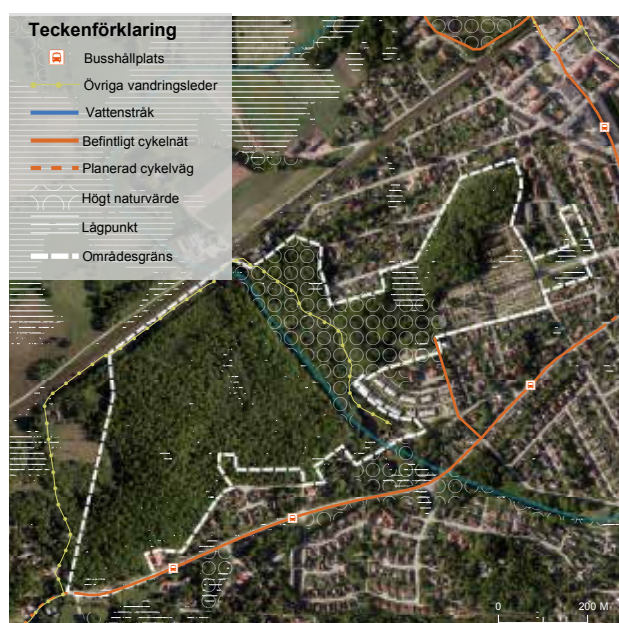 Teckenförklaring
Busshållplats
Övriga vandringsleder
Vattenstråk
Befintligt cykelnät
Planerad cykelväg
Högt naturvärde
Lågpunkt
Områdesgräns
0 200 M